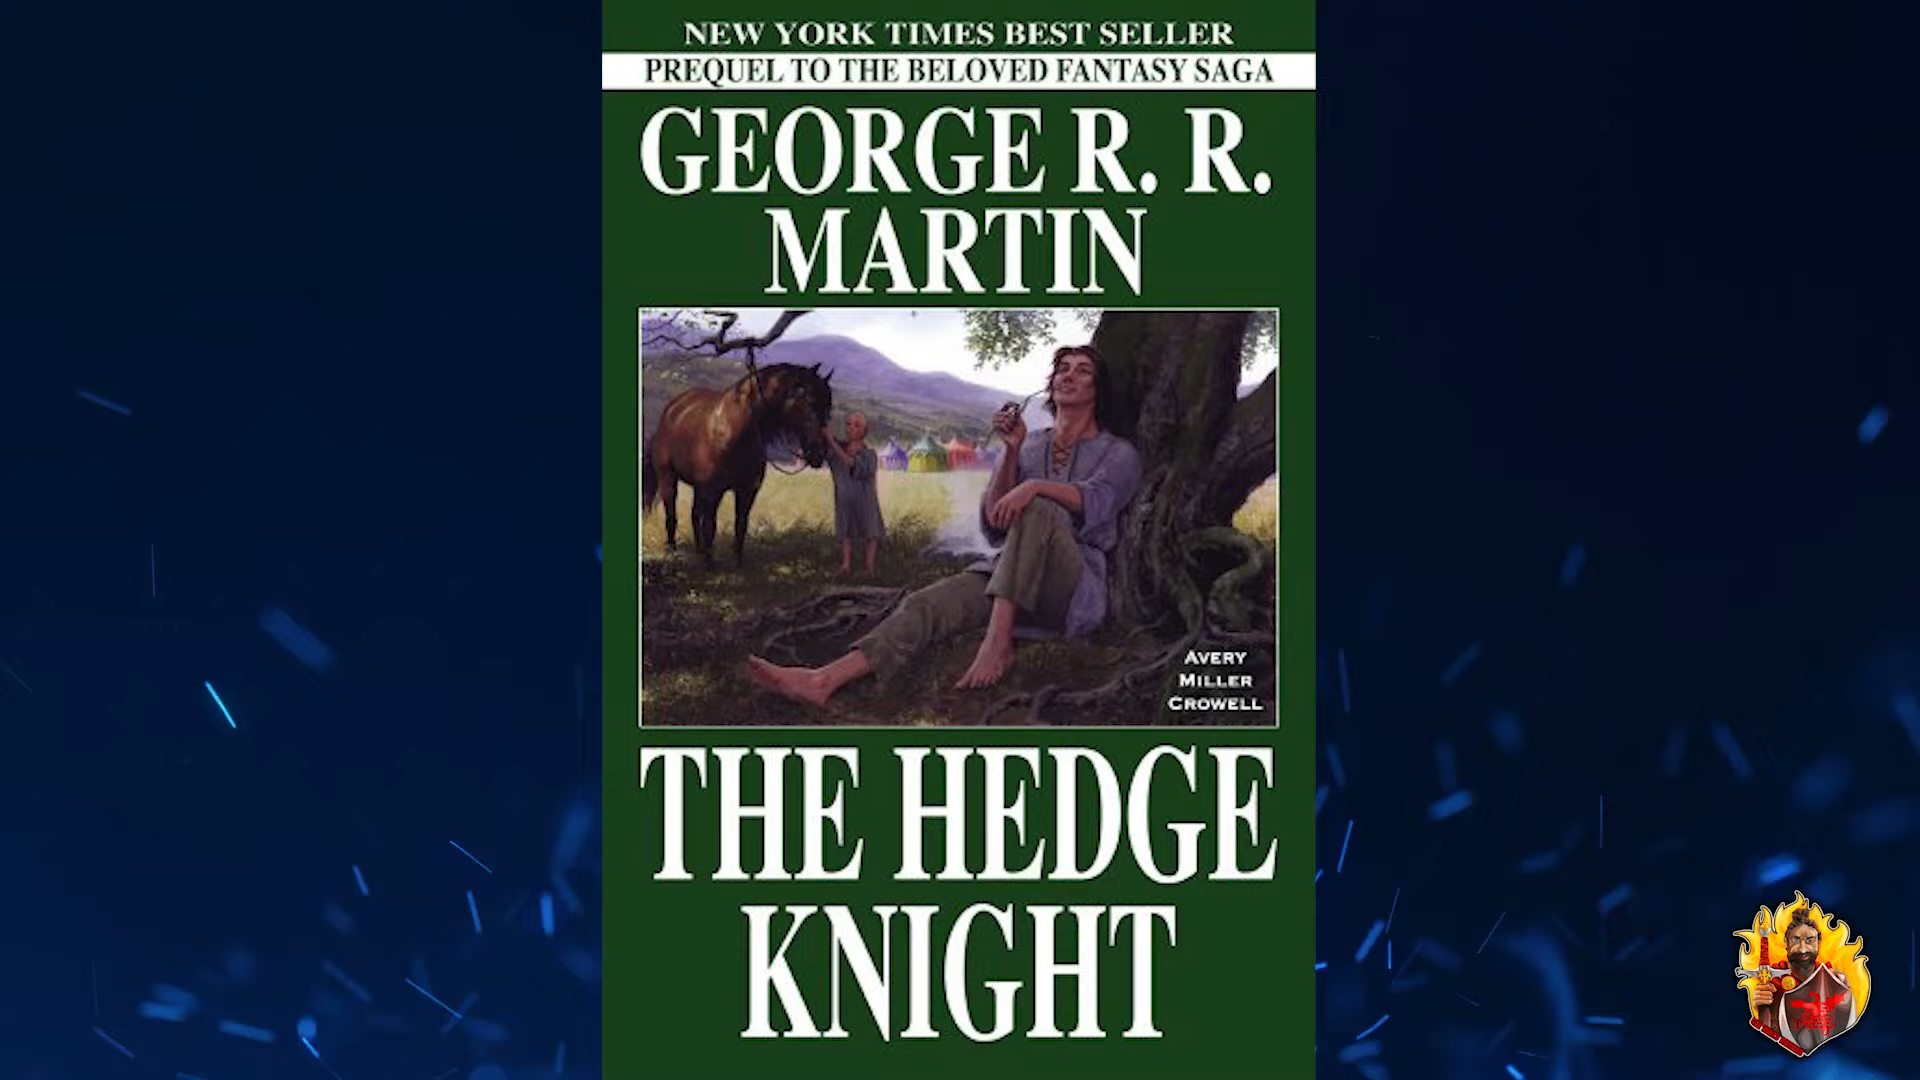 NEW YORK TIMES BEST SELLER
PREQUEL TO THE BELOVED FANTASY SAGA
GEORGE R. R.
MARTIN
AVERY
MILLER
CROWELL
THE HEDGE
KNIGHT